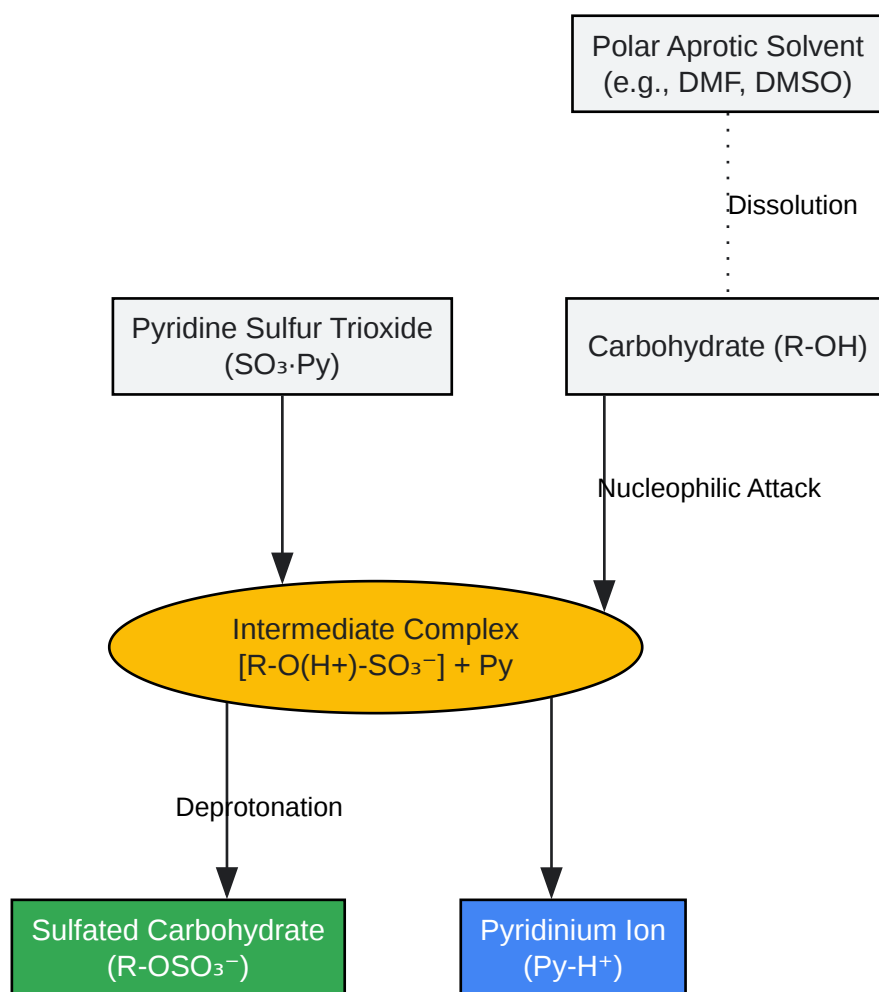 Polar Aprotic Solvent
(e.g., DMF, DMSO)
Dissolution
Pyridine Sulfur Trioxide
(SO₃·Py)
Carbohydrate (R-OH)
Nucleophilic Attack
Intermediate Complex
[R-O(H+)-SO₃⁻] + Py
Deprotonation
Sulfated Carbohydrate
(R-OSO₃⁻)
Pyridinium Ion
(Py-H⁺)